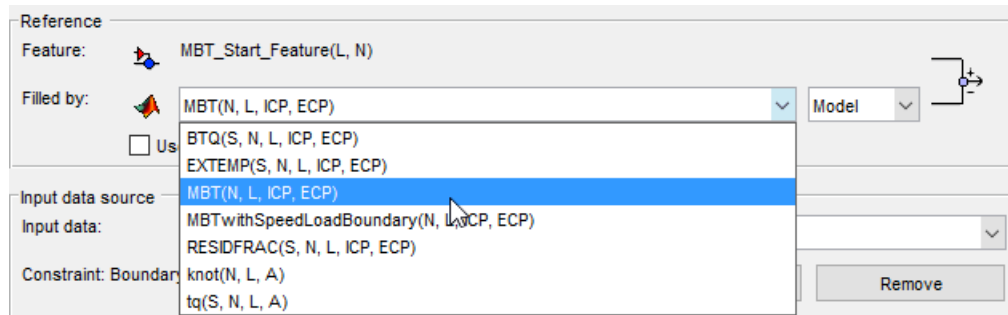 Reference
Feature: MBT_Start_Feature(L, N)
Filled by: MBT(N, L, ICP, ECP) Model
Us
BTQ(S, N, L, ICP, ECP)
EXTEMP(S, N, L, ICP, ECP)
MBT(N, L, ICP, ECP)
Input data source
MBTwithSpeedLoadBoundary(N, L, ICP, ECP)
Input data:
RESIDFRAC(S, N, L, ICP, ECP)
Constraint: Boundary knot(N, L, A) Remove
tq(S, N, L, A)